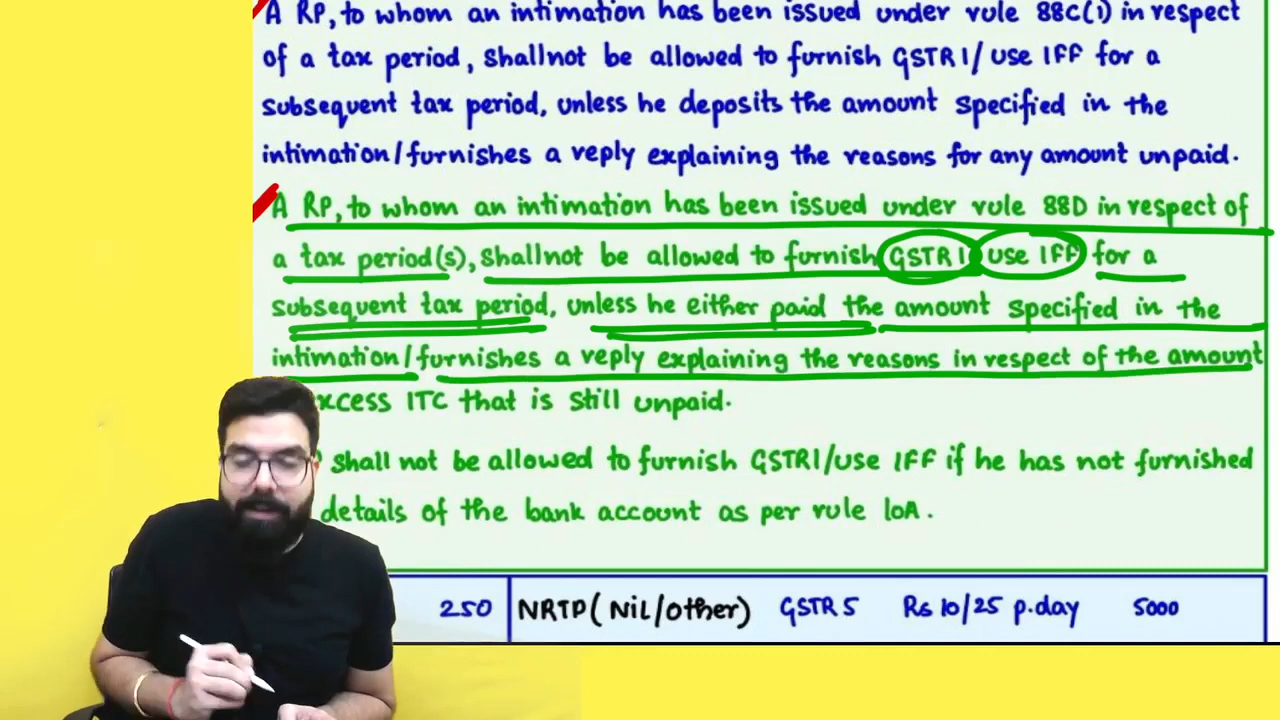 A RP, to whom an intimation has been issued under rule 88C(1) in respect
of a tax period, shall not be allowed to furnish GSTR1/ use IFF for a
subsequent tax period, unless he deposits the amount specified in the
intimation/furnishes a reply explaining the reasons for any amount unpaid.
A RP, to whom an intimation has been issued under rule 88D in respect of
a tax period(s), shall not be allowed to furnish GSTR1 use IFF for a
subsequent tax period, unless he either paid the amount specified in the
intimation/furnishes a reply explaining the reasons in respect of the amount
xcess ITC that is still unpaid.
shall not be allowed to furnish GSTR1/use IFF if he has not furnished
details of the bank account as per rule 10A.
250 NRTP (Nil/other) GSTR 5 Rs 10/25 p.day 5000